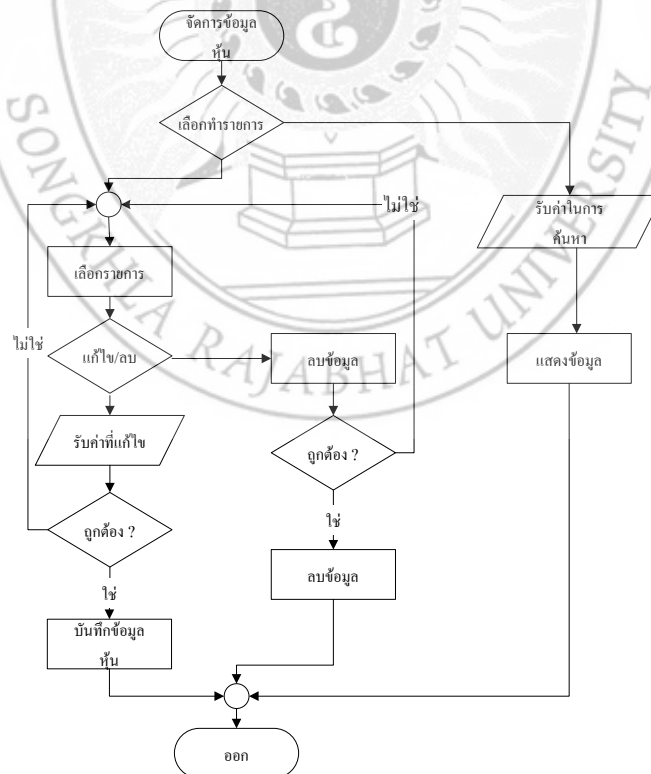 จัดการข้อมูล
หุ้น
เลือกทำรายการ
ไม่ใช่
รับค่าในการ
ค้นหา
เลือกรายการ
ไม่ใช่
แก้ไข/ลบ
ลบข้อมูล
แสดงข้อมูล
รับค่าที่แก้ไข
ถูกต้อง ?
ถูกต้อง ?
ใช่
ใช่
ลบข้อมูล
บันทึกข้อมูล
หุ้น
ออก
SONGKHLA RAJABHAT UNIVERSITY